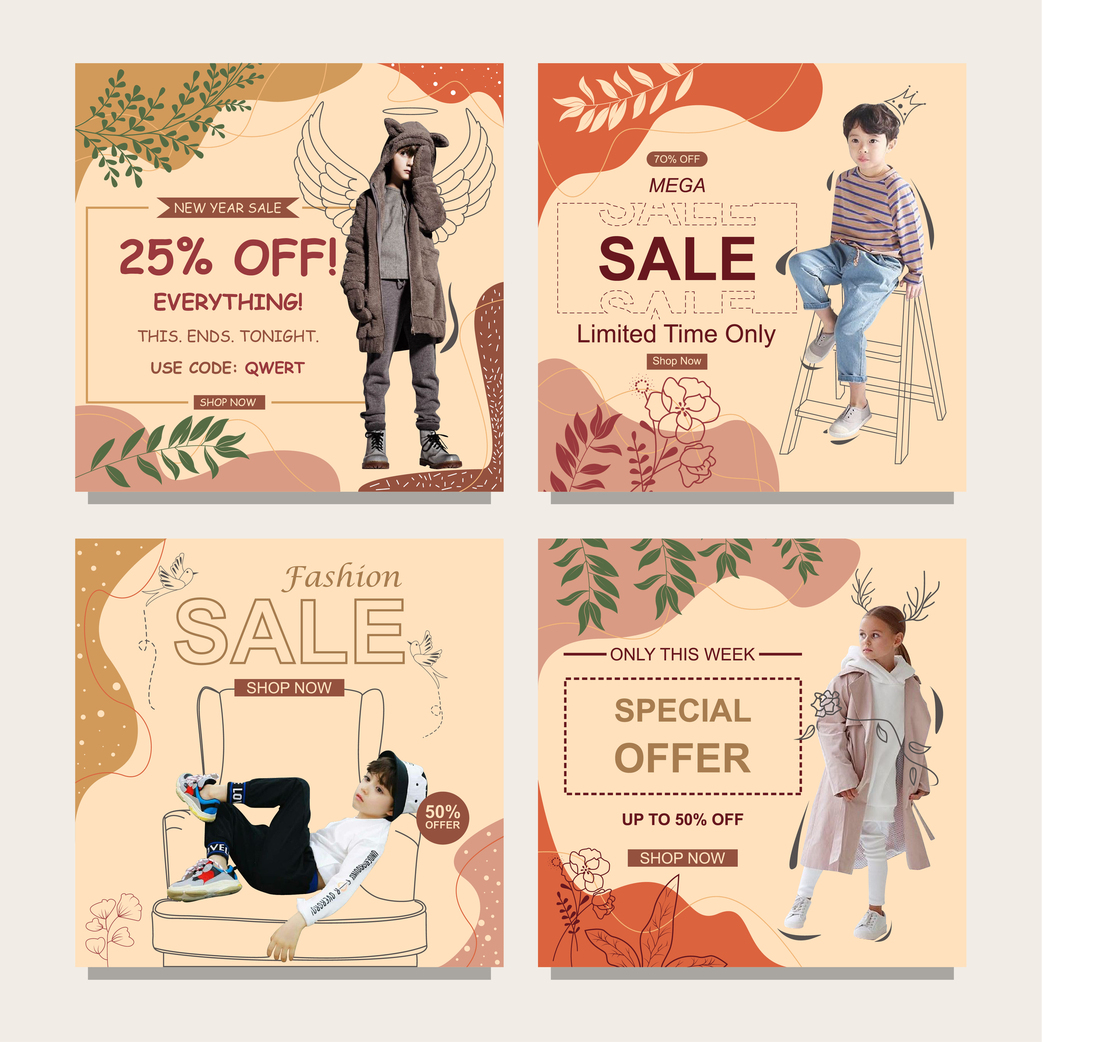 NEW YEAR SALE
25% OFF!
EVERYTHING!
THIS. ENDS. TONIGHT.
USE CODE: QWERT
SHOP NOW
70% OFF
MEGA
SALE
SALE
SALE
Limited Time Only
Shop Now
Fashion
SALE
SHOP NOW
50%
OFFER
ONLY THIS WEEK
SPECIAL
OFFER
UP TO 50% OFF
SHOP NOW